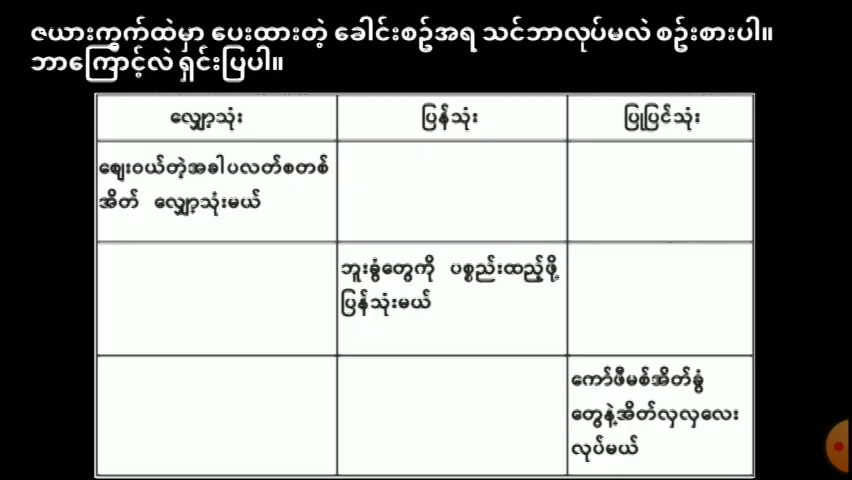 ဇယားကွက်ထဲမှာ ပေးထားတဲ့ ခေါင်းစဥ်အရ သင်ဘာလုပ်မလဲ စဥ်းစားပါ။
ဘာကြောင့်လဲ ရှင်းပြပါ။
လျှော့သုံး
ပြန်သုံး
ပြုပြင်သုံး
ဈေးဝယ်တဲ့အခါပလတ်စတစ်
အိတ် လျှော့သုံးမယ်
ဘူးခွံတွေကို ပစ္စည်းထည့်ဖို့
ပြန်သုံးမယ်
ကော်ဖီမစ်အိတ်ခွံ
တွေနဲ့အိတ်လှလှလေး
လုပ်မယ်